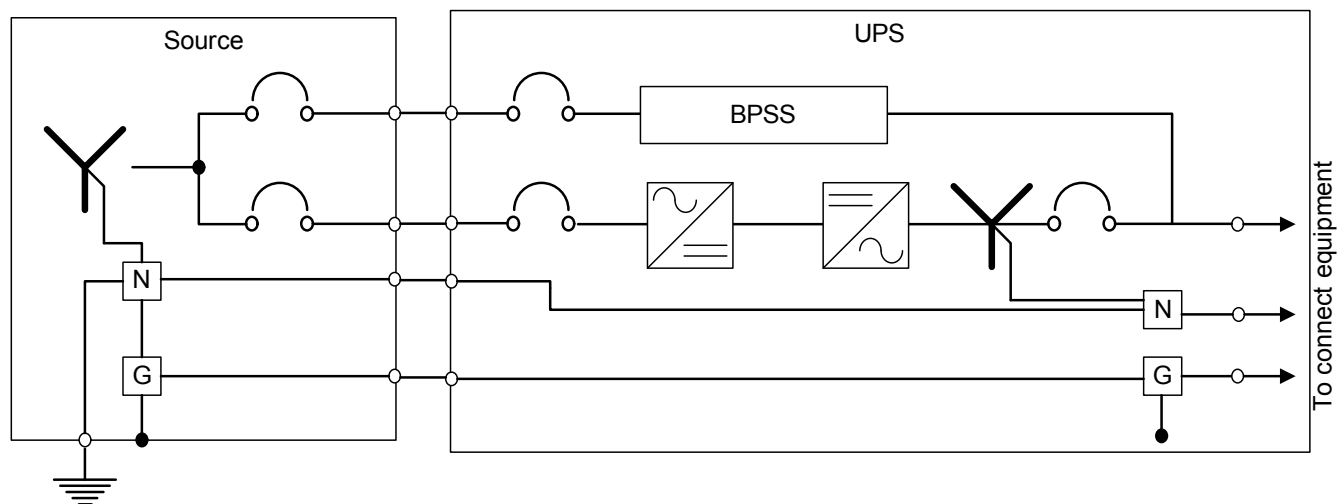 Source
UPS
BPSS
N
G
N
G
To connect equipment